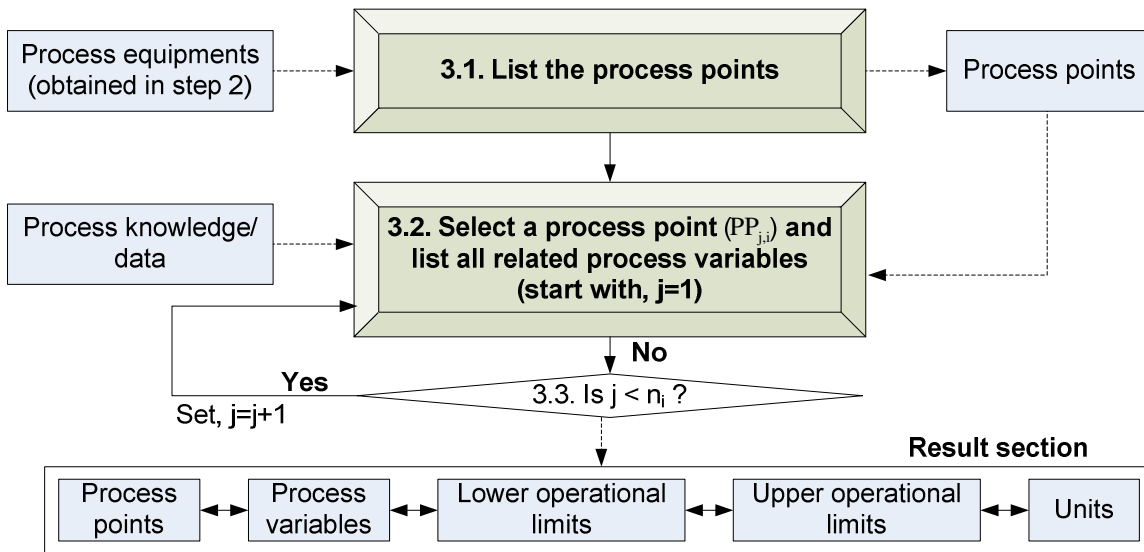 Process equipments
(obtained in step 2)
3.1. List the process points
Process points
Process knowledge/
data
3.2. Select a process point (PPj,i) and
list all related process variables
(start with, j=1)
No
Yes
3.3. Is j < ni ?
Set, j=j+1
Result section
Process
points
Process
variables
Lower operational
limits
Upper operational
limits
Units